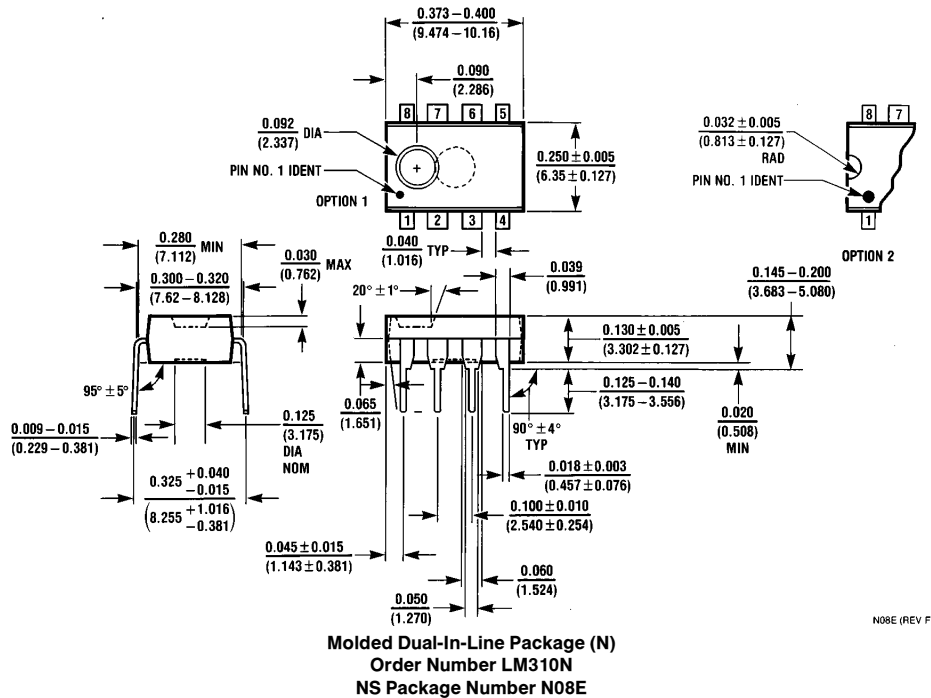 0.373 – 0.400
(9.474 – 10.16)
0.090
(2.286)
8 7 6 5
0.092
(2.337) DIA
PIN NO. 1 IDENT
OPTION 1
0.250 ± 0.005
(6.35 ± 0.127)
1 2 3 4
0.032 ± 0.005
(0.813 ± 0.127)
RAD
PIN NO. 1 IDENT
8 7
1
OPTION 2
0.280
(7.112) MIN
0.030
(0.762) MAX
0.300 – 0.320
(7.62 – 8.128)
95° ± 5°
0.009 – 0.015
(0.229 – 0.381)
0.125
(3.175)
DIA
NOM
0.325 + 0.040
– 0.015
(8.255 + 1.016
– 0.381)
0.040
(1.016) TYP
0.039
(0.991)
20° ± 1°
0.145 – 0.200
(3.683 – 5.080)
0.130 ± 0.005
(3.302 ± 0.127)
0.125 – 0.140
(3.175 – 3.556)
0.020
(0.508)
MIN
0.065
(1.651)
90° ± 4°
TYP
0.018 ± 0.003
(0.457 ± 0.076)
0.100 ± 0.010
(2.540 ± 0.254)
0.045 ± 0.015
(1.143 ± 0.381)
0.060
(1.524)
0.050
(1.270)
N08E (REV F
Molded Dual-In-Line Package (N)
Order Number LM310N
NS Package Number N08E